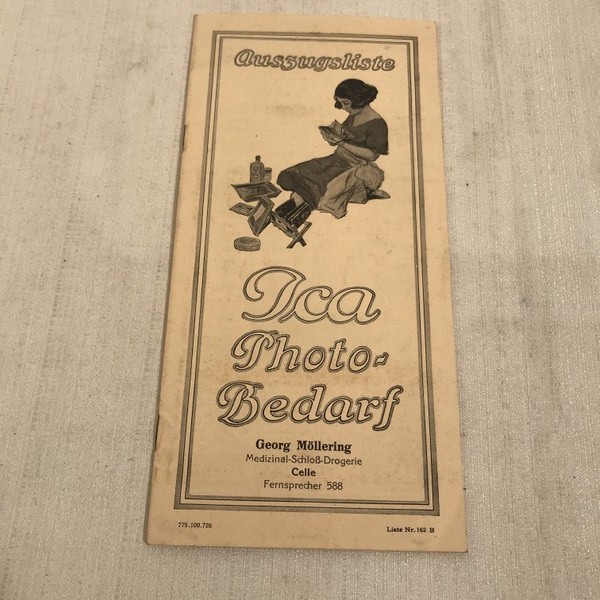 Auszugsliste
Ica
Photo-
Bedarf
Georg Möllering
Medizinal-Schloß-Drogerie
Celle
Fernsprecher 588
775.100.726
Liste Nr. 162 H